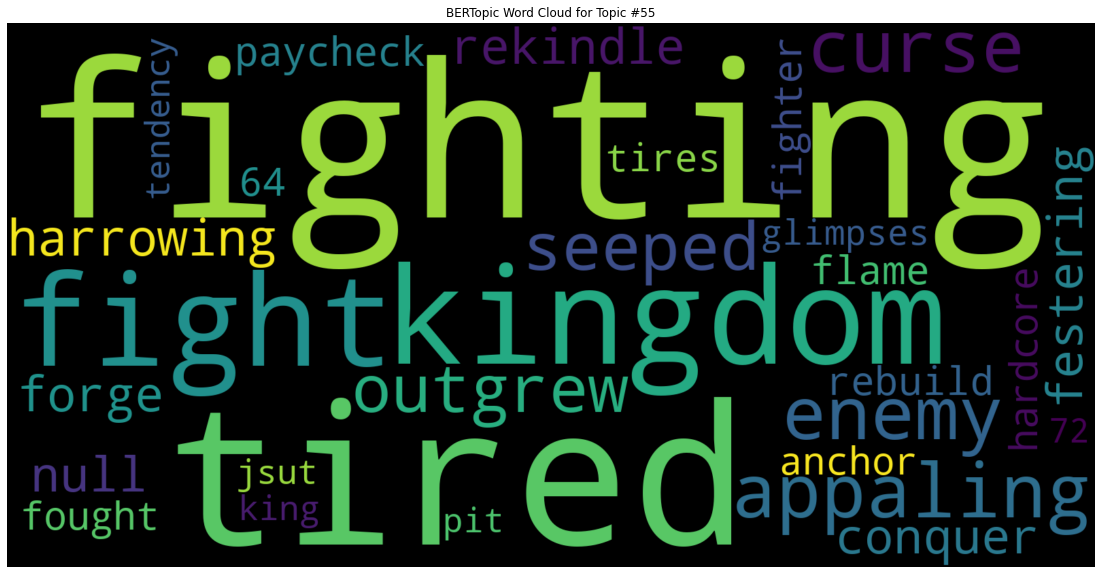 BERTopic Word Cloud for Topic #55
paycheck
rekindle
curse
fighting
tendency
fighter
tires
64
festering
harrowing
seeped
glimpses
flame
fight
kingdom
hardcore
forge
outgrew
rebuild
enemy
72
tired
null
jsut
anchor
appaling
king
fought
pit
conquer